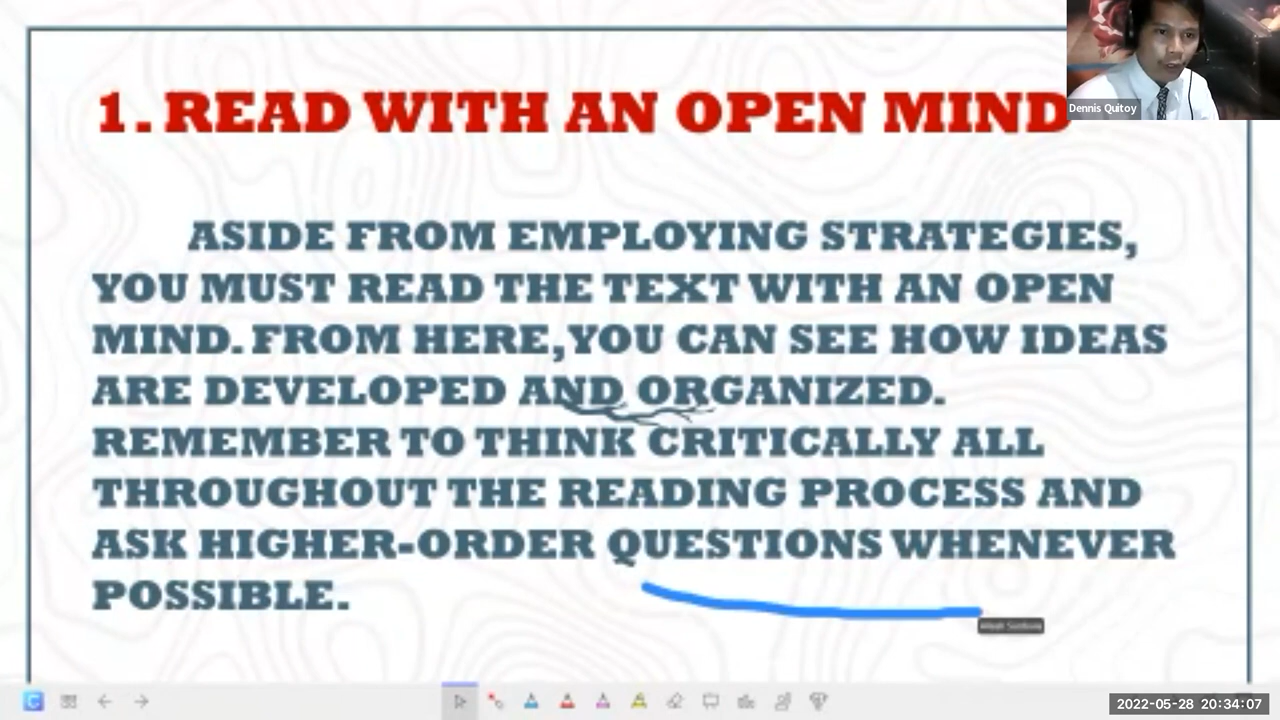 1. READ WITH AN OPEN MIND
Dennis Quitoy
ASIDE FROM EMPLOYING STRATEGIES,
YOU MUST READ THE TEXT WITH AN OPEN
MIND. FROM HERE,YOU CAN SEE HOW IDEAS
ARE DEVELOPED AND ORGANIZED.
REMEMBER TO THINK CRITICALLY ALL
THROUGHOUT THE READING PROCESS AND
ASK HIGHER-ORDER QUESTIONS WHENEVER
POSSIBLE.
2022-05-28 20:34:07